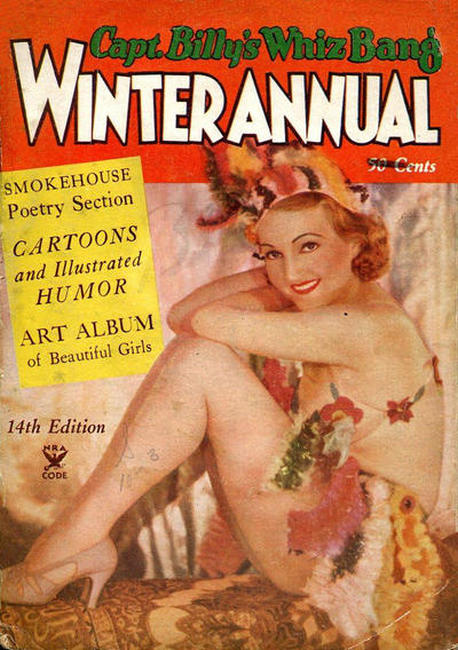 Capt. Billy's Whiz Bang
WINTER ANNUAL
50 Cents
SMOKEHOUSE
Poetry Section
CARTOONS
and Illustrated
HUMOR
ART ALBUM
of Beautiful Girls
14th Edition
NRA
CODE